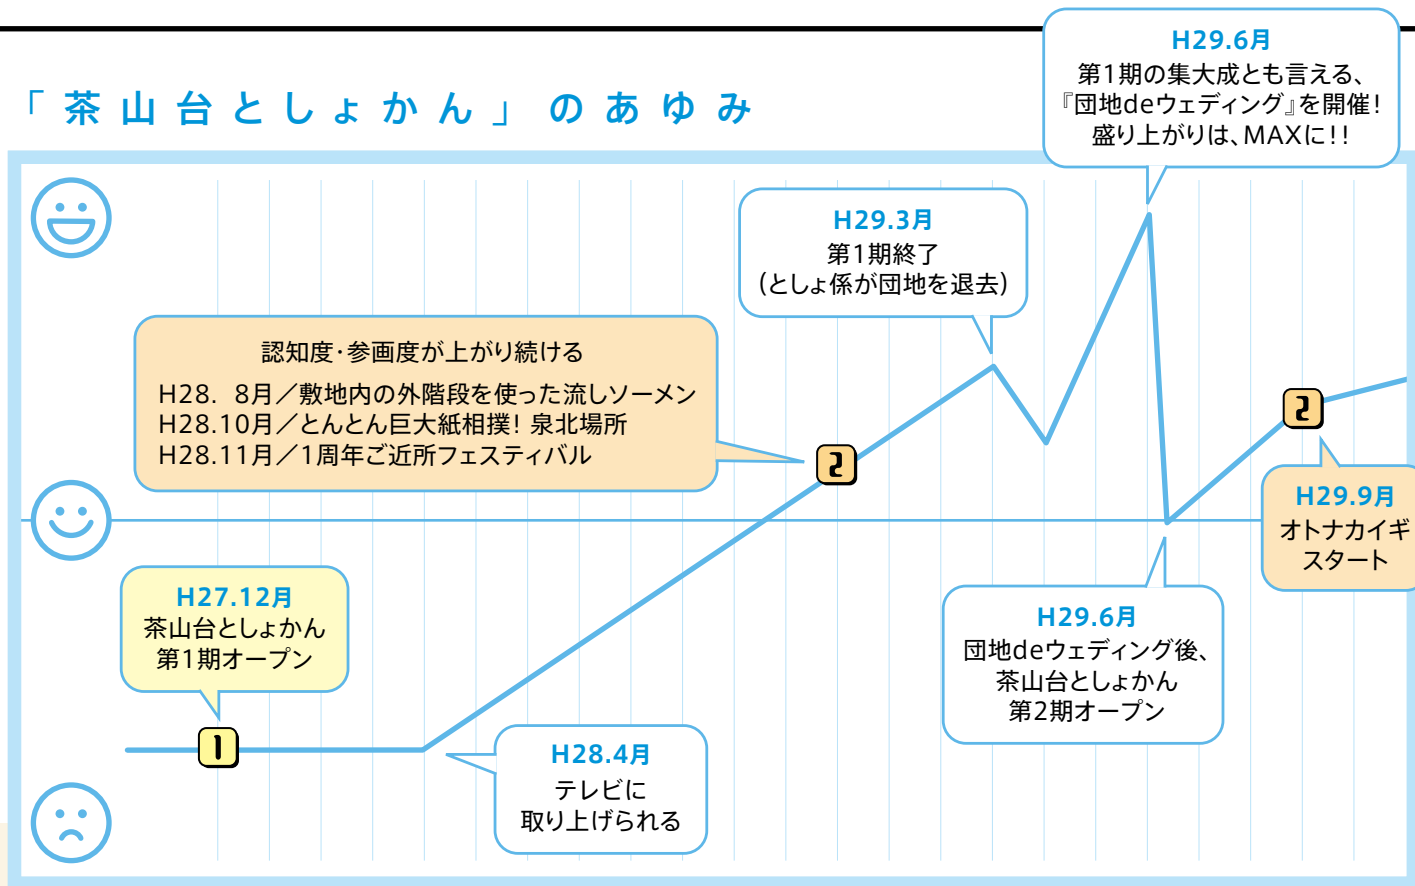 「茶山台としょかん」のあゆみ
H29.6月
第1期の集大成とも言える、
『団地deウェディング』を開催!
盛り上がりは、MAXに!!
H29.3月
第1期終了
(としょ係が団地を退去)
認知度・参画度が上がり続ける
H28. 8月/敷地内の外階段を使った流しソーメン
H28.10月/とんとん巨大紙相撲! 泉北場所
H28.11月/1周年ご近所フェスティバル
2
2
H29.9月
オトナカイギ
スタート
H27.12月
茶山台としょかん
第1期オープン
1
H29.6月
団地deウェディング後、
茶山台としょかん
第2期オープン
H28.4月
テレビに
取り上げられる